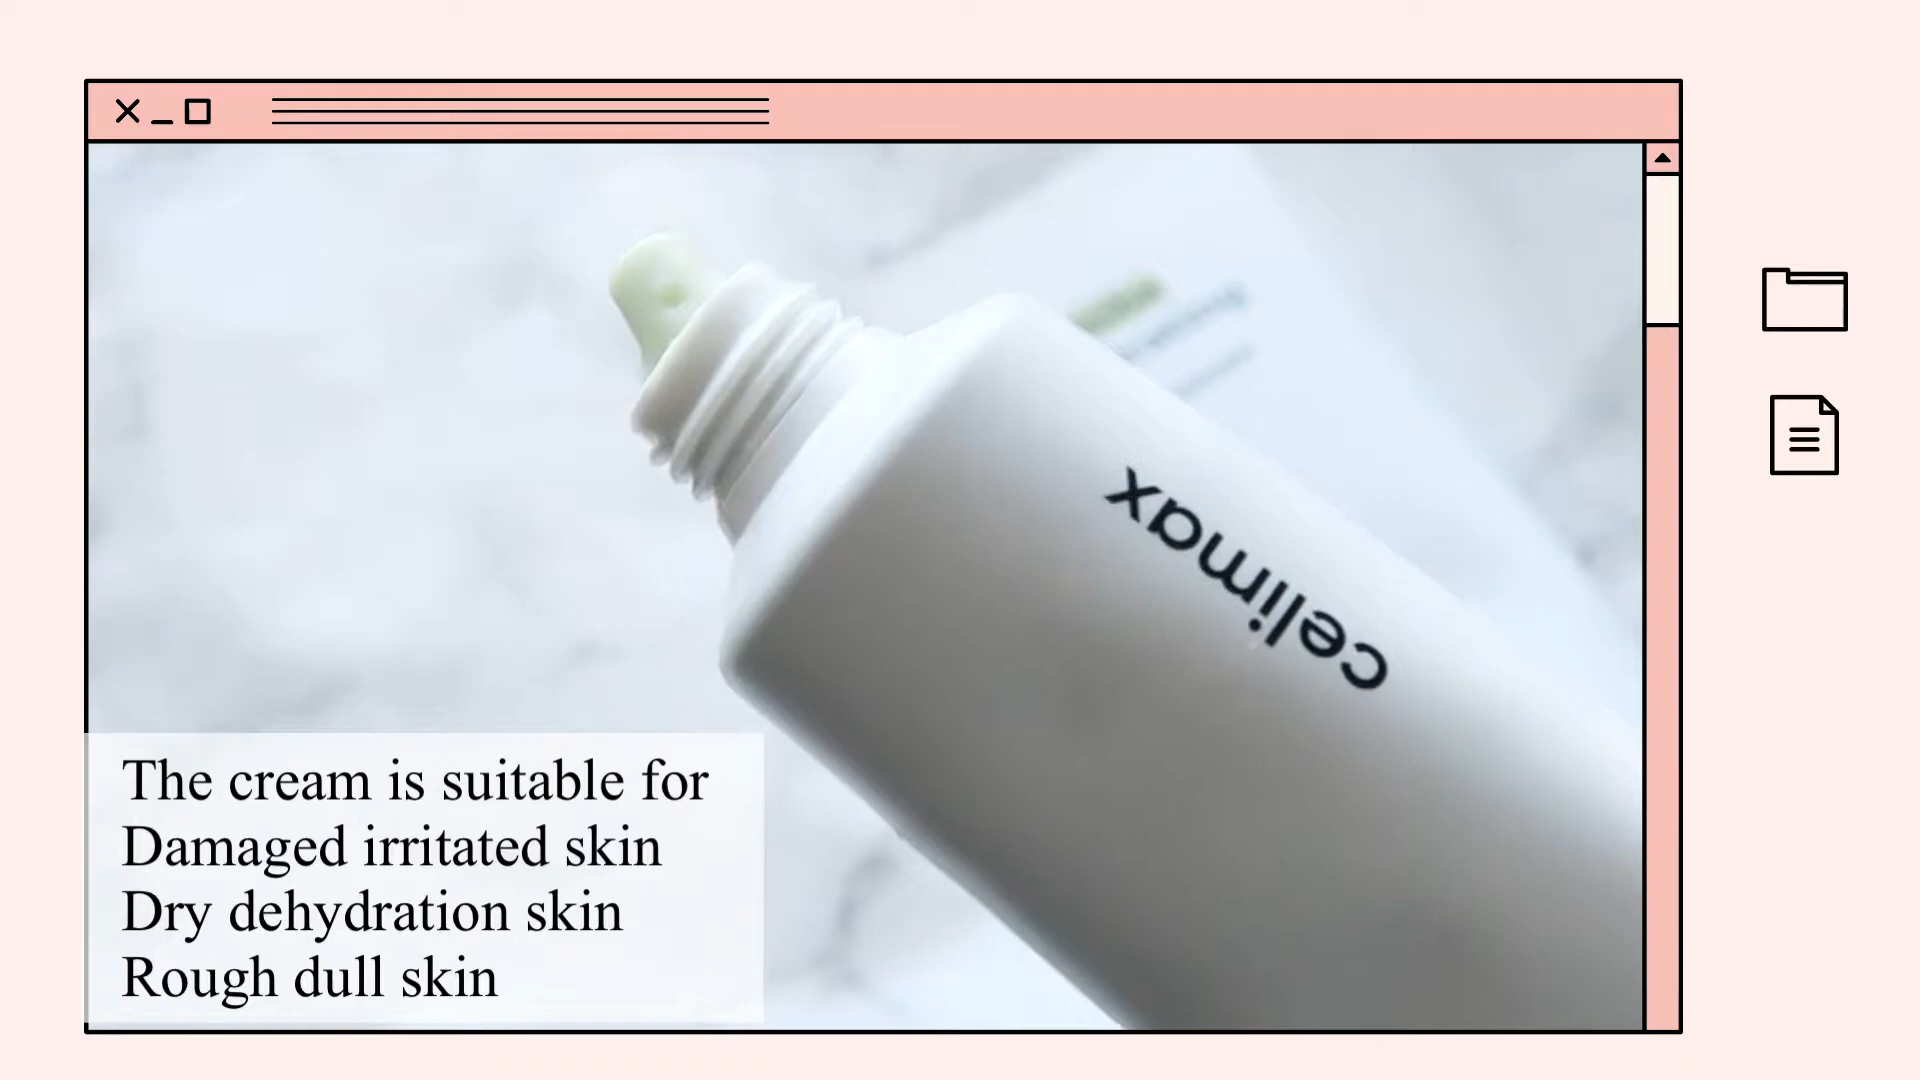 celimax
The cream is suitable for
Damaged irritated skin
Dry dehydration skin
Rough dull skin